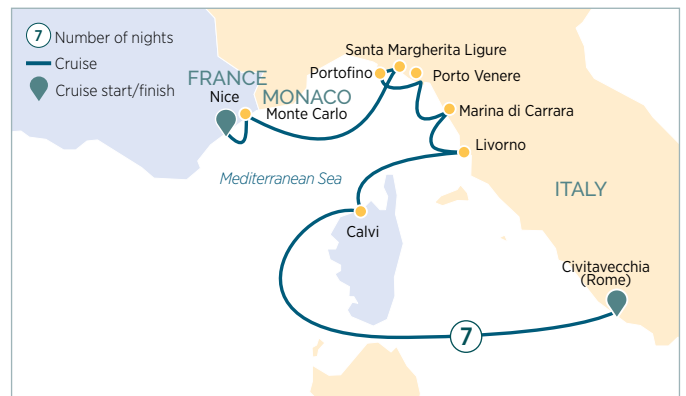 7 Number of nights
Cruise
Cruise start/finish
Santa Margherita Ligure
Portofino
Porto Venere
FRANCE
Nice
MONACO
Monte Carlo
Marina di Carrara
Livorno
Mediterranean Sea
ITALY
Calvi
Civitavecchia
(Rome)
7